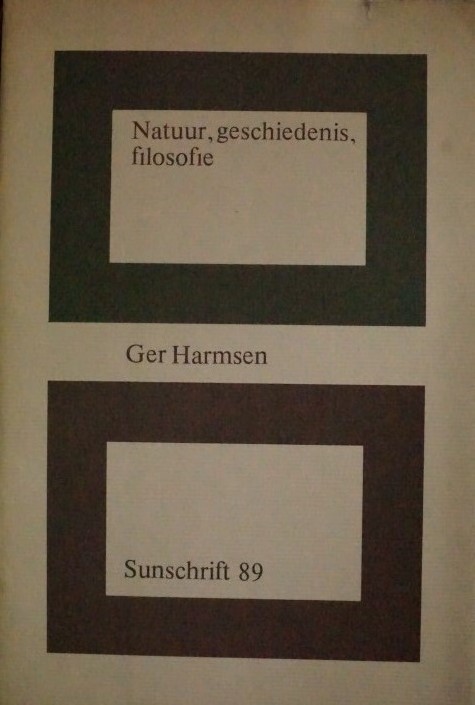 Natuur, geschiedenis,
filosofie
Ger Harmsen
Sunschrift 89